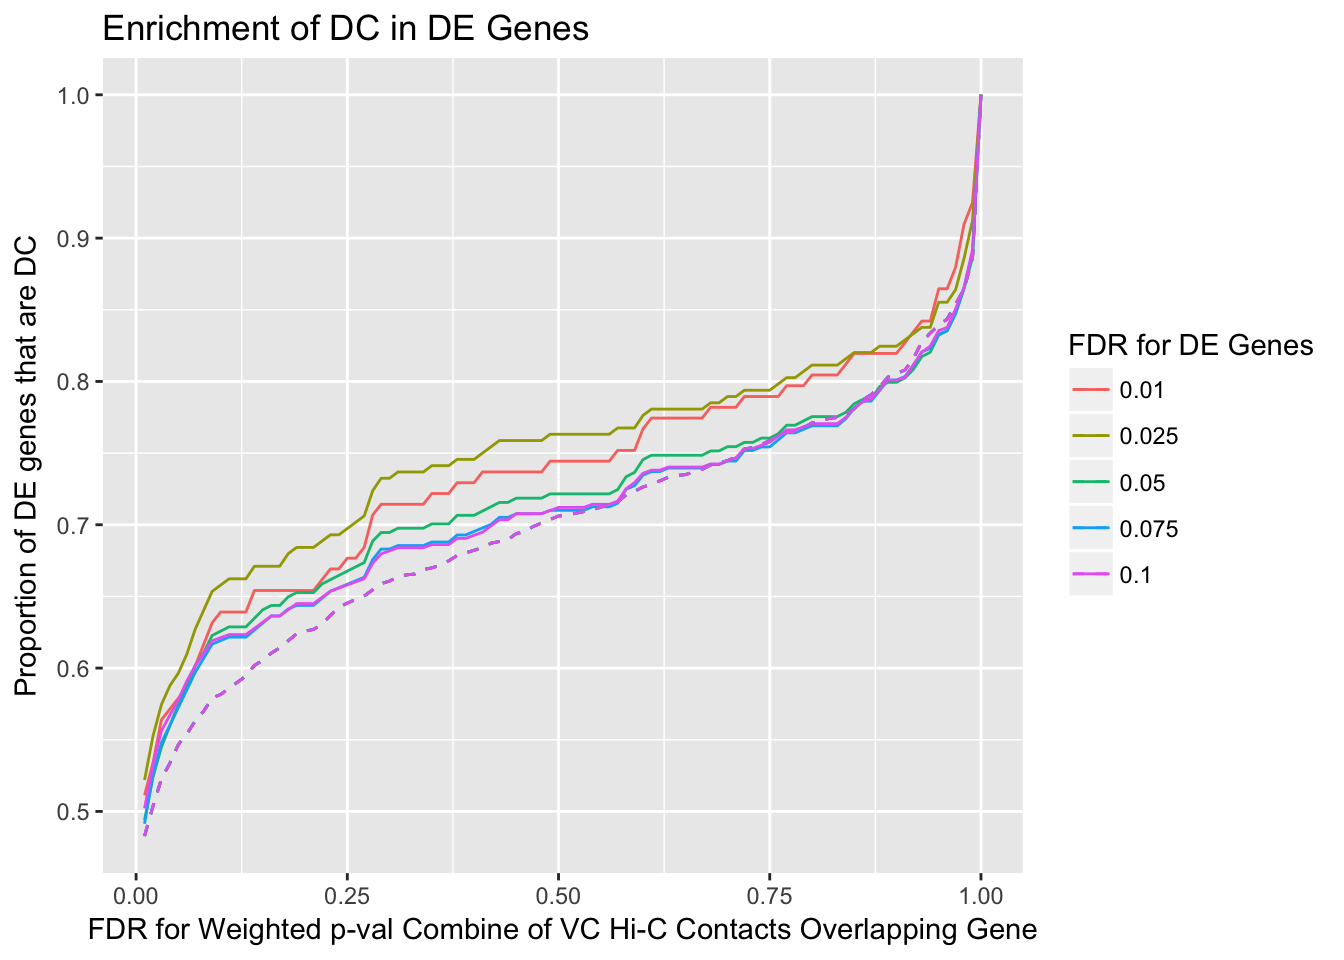 Enrichment of DC in DE Genes
1.0
0.9
0.8
0.7
0.6
0.5
Proportion of DE genes that are DC
0.00 0.25 0.50 0.75 1.00
FDR for Weighted p-val Combine of VC Hi-C Contacts Overlapping Gene
FDR for DE Genes
0.01
0.025
0.05
0.075
0.1